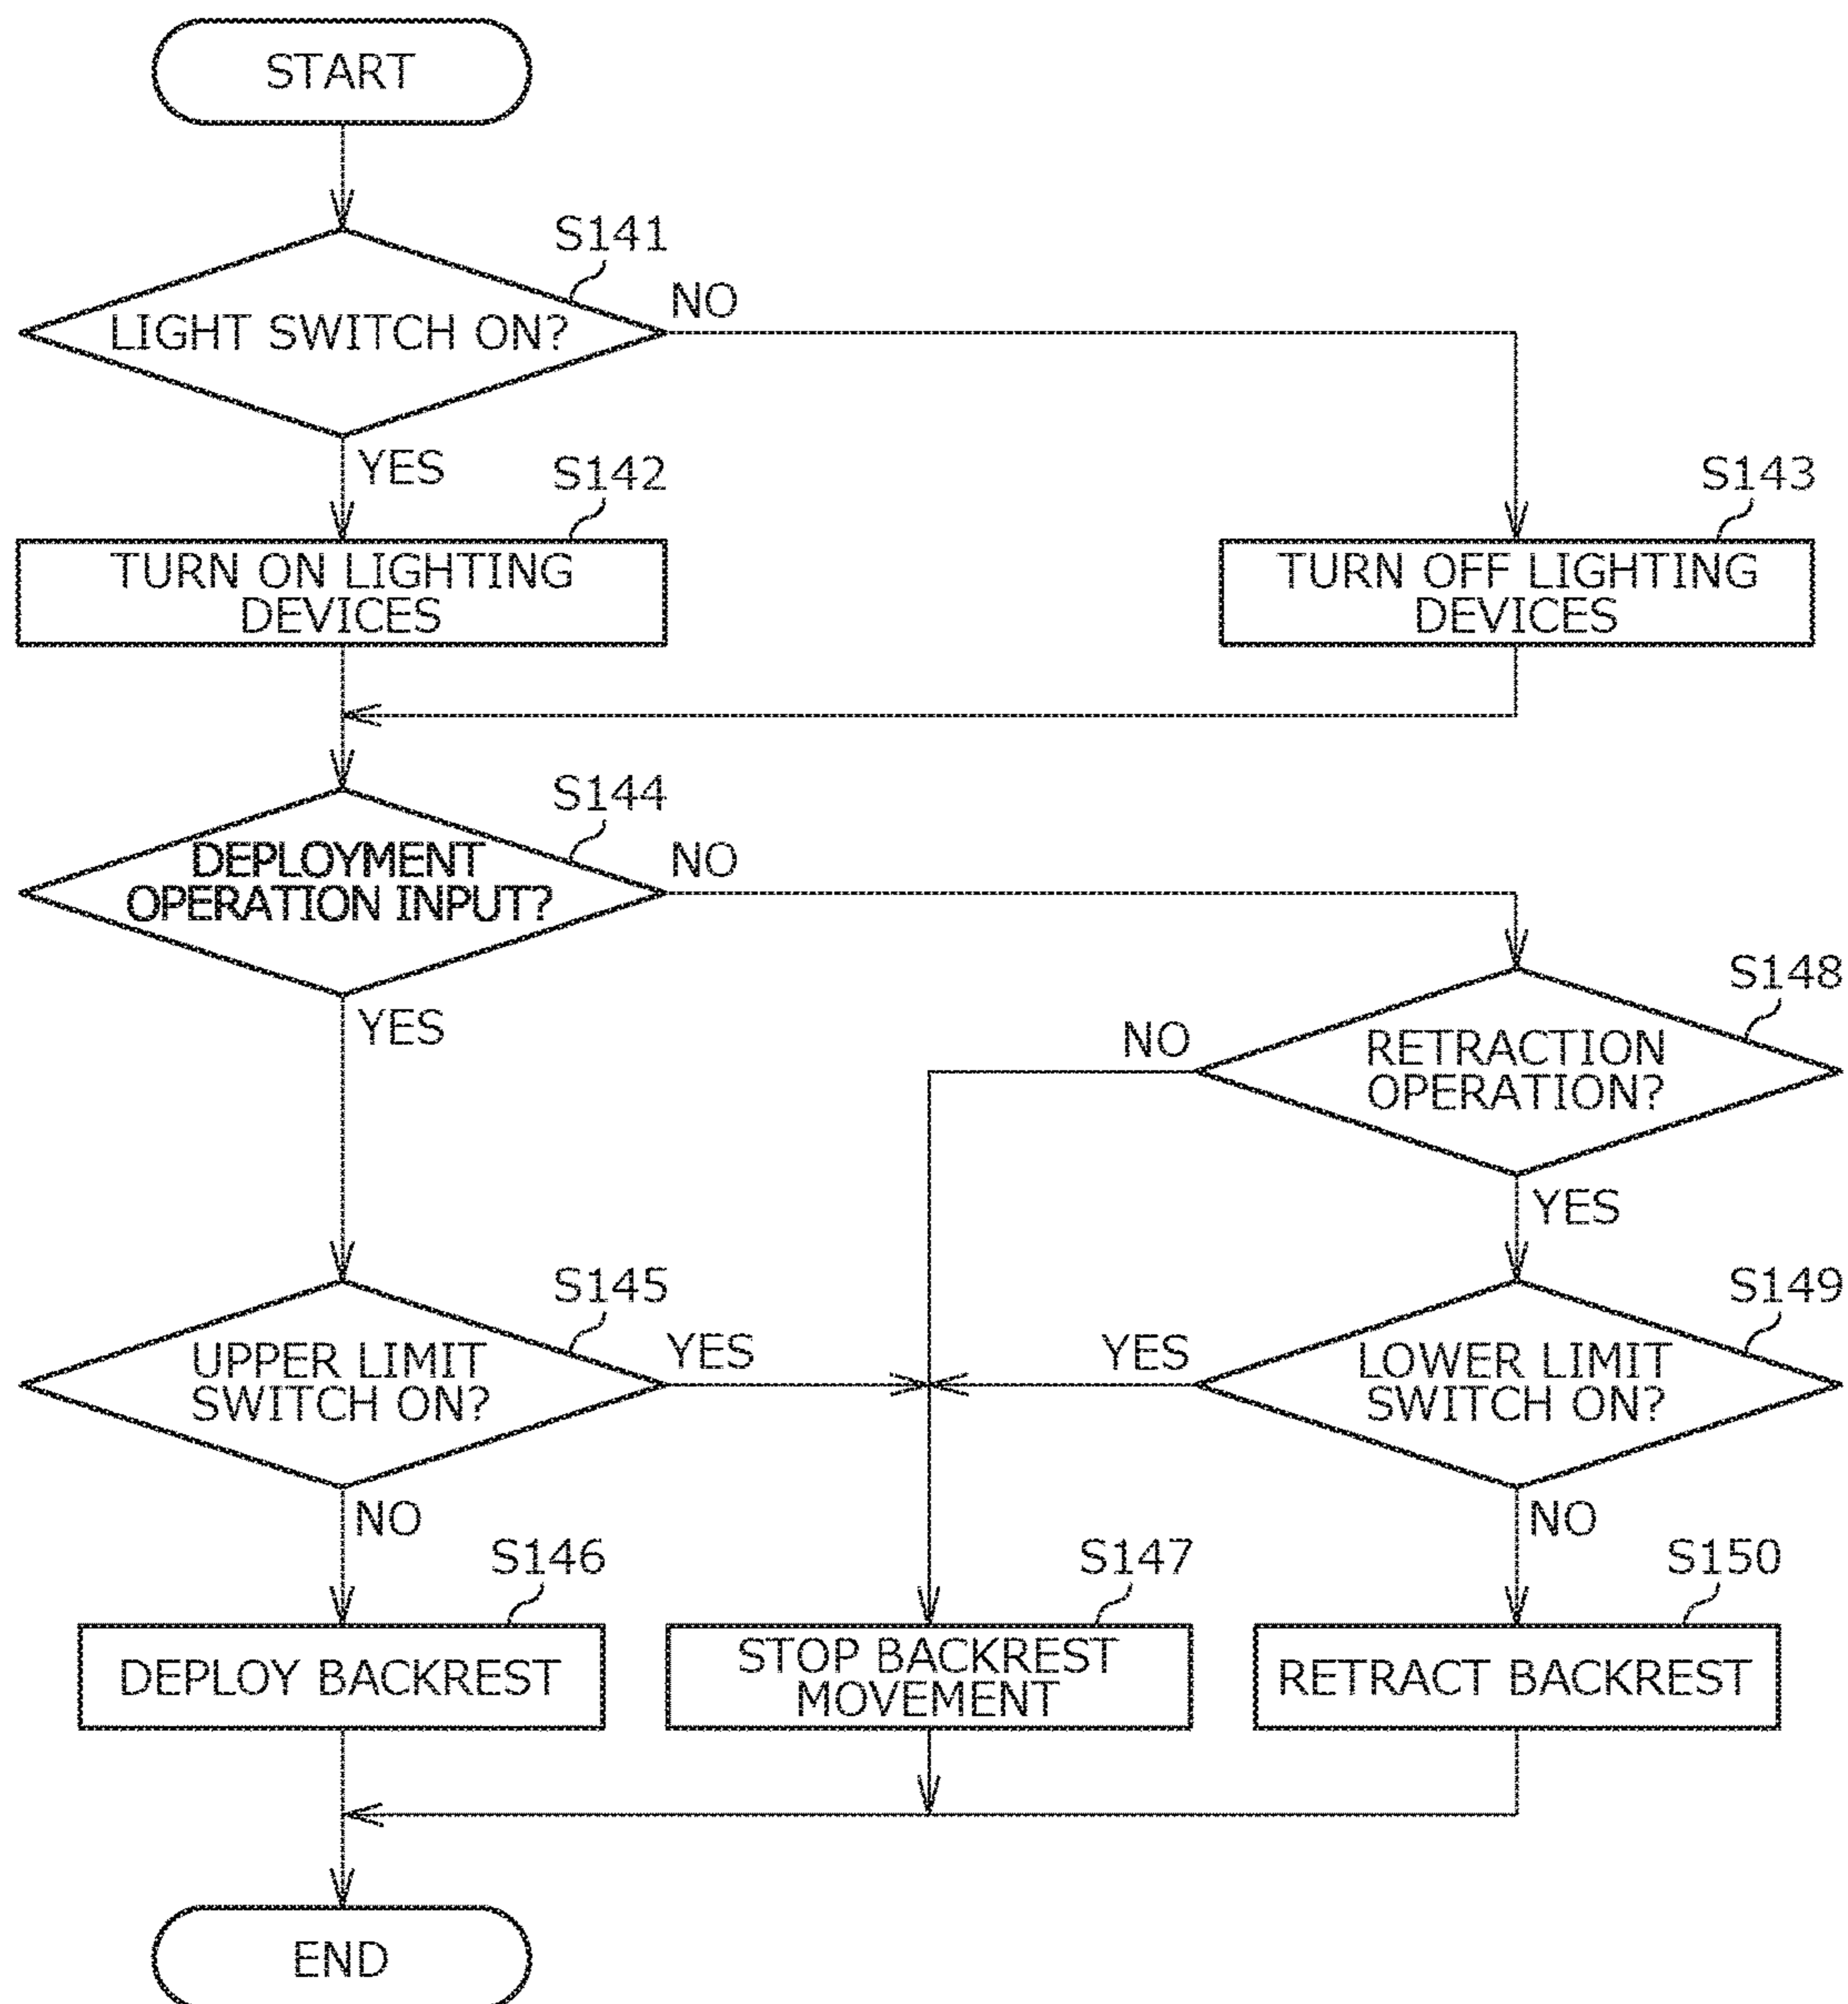 START
S141
NO
LIGHT SWITCH ON?
YES
S142
S143
TURN ON LIGHTING
DEVICES
TURN OFF LIGHTING
DEVICES
S144
NO
DEPLOYMENT
OPERATION INPUT?
YES
S148
NO
RETRACTION
OPERATION?
YES
S145
S149
UPPER LIMIT
SWITCH ON?
YES
YES
LOWER LIMIT
SWITCH ON?
NO
NO
S146
S147
S150
DEPLOY BACKREST
STOP BACKREST
MOVEMENT
RETRACT BACKREST
END